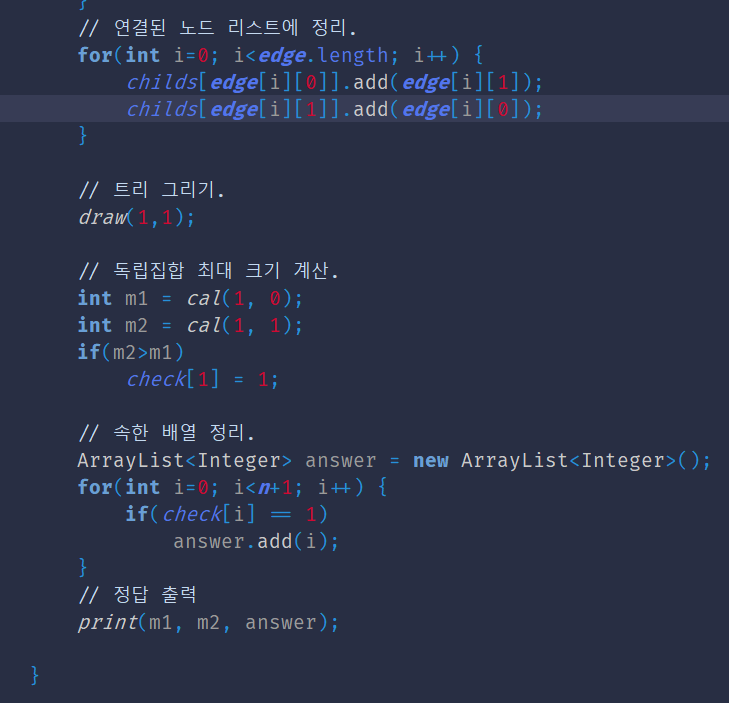 }
// 연결된 노드 리스트에 정리.
for(int i=0; i<edge.length; i++) {
childs[edge[i][0]].add(edge[i][1]);
childs[edge[i][1]].add(edge[i][0]);
}
// 트리 그리기.
draw(1,1);
// 독립집합 최대 크기 계산.
int m1 = cal(1, 0);
int m2 = cal(1, 1);
if(m2>m1)
check[1] = 1;
// 속한 배열 정리.
ArrayList<Integer> answer = new ArrayList<Integer>();
for(int i=0; i<n+1; i++) {
if(check[i] == 1)
answer.add(i);
}
// 정답 출력
print(m1, m2, answer);
}